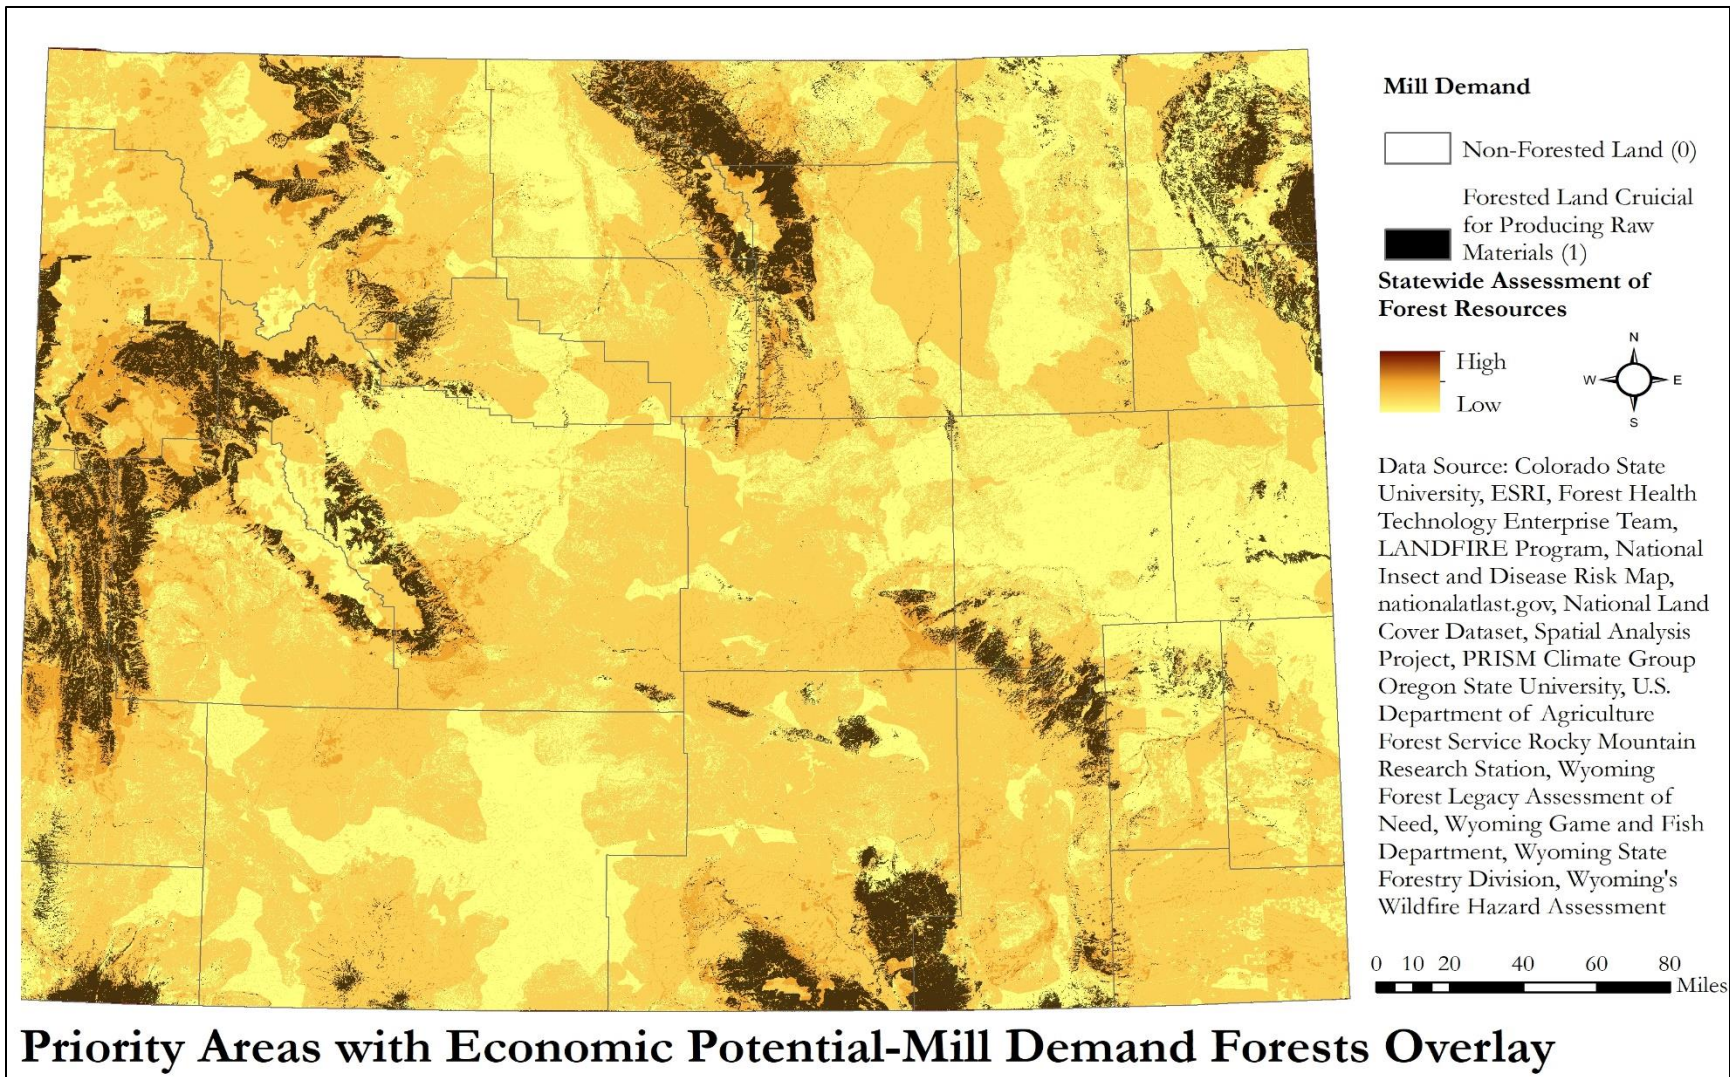 Mill Demand
Non-Forested Land (0)
Forested Land Cruicial
for Producing Raw
Materials (1)
Statewide Assessment of
Forest Resources
High
Low
N
W
E
S
Data Source: Colorado State
University, ESRI, Forest Health
Technology Enterprise Team,
LANDFIRE Program, National
Insect and Disease Risk Map,
nationalatlast.gov, National Land
Cover Dataset, Spatial Analysis
Project, PRISM Climate Group
Oregon State University, U.S.
Department of Agriculture
Forest Service Rocky Mountain
Research Station, Wyoming
Forest Legacy Assessment of
Need, Wyoming Game and Fish
Department, Wyoming State
Forestry Division, Wyoming's
Wildfire Hazard Assessment
0 10 20 40 60 80
Miles
Priority Areas with Economic Potential-Mill Demand Forests Overlay